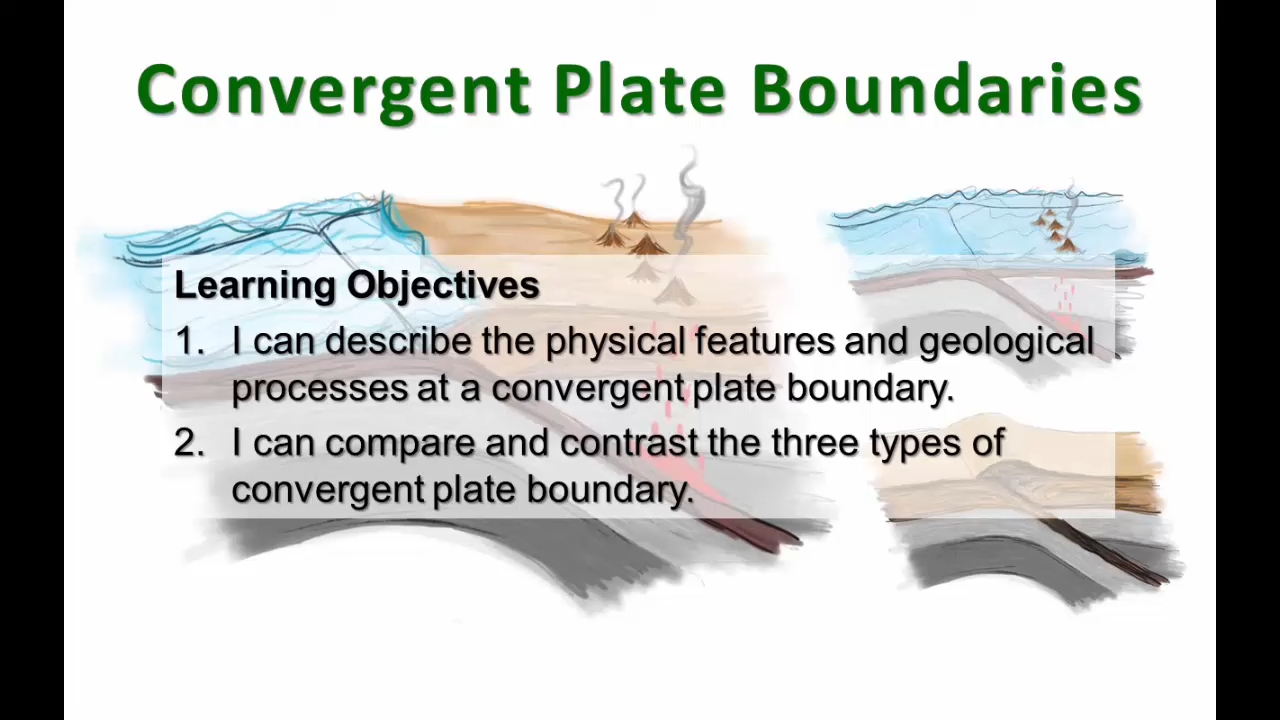 Convergent Plate Boundaries
Learning Objectives
1. I can describe the physical features and geological
processes at a convergent plate boundary.
2. I can compare and contrast the three types of
convergent plate boundary.